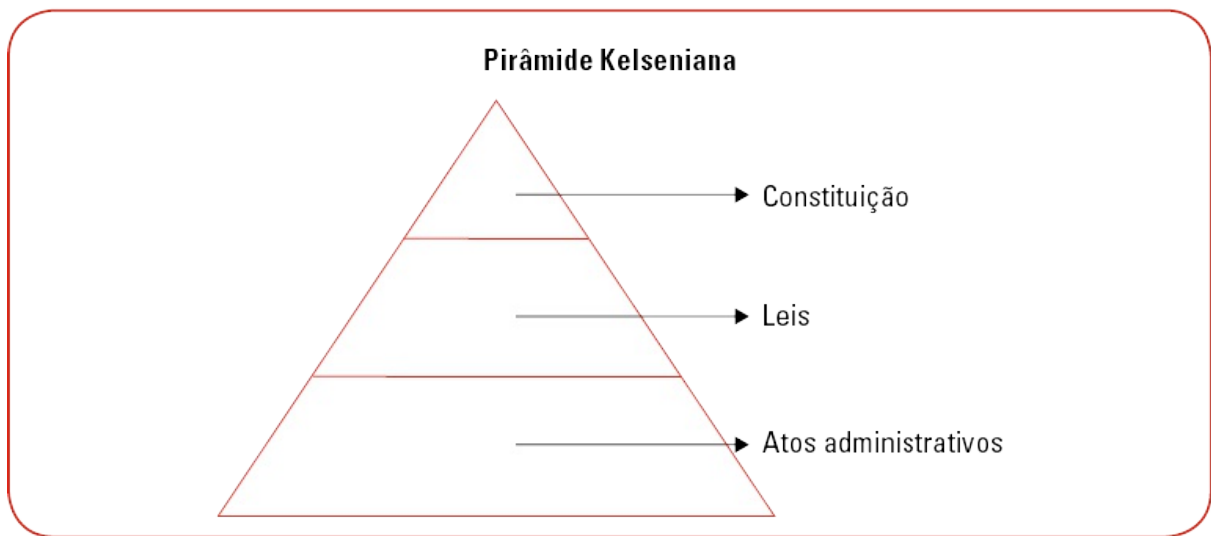 Pirâmide Kelseniana
Constituição
Leis
Atos administrativos